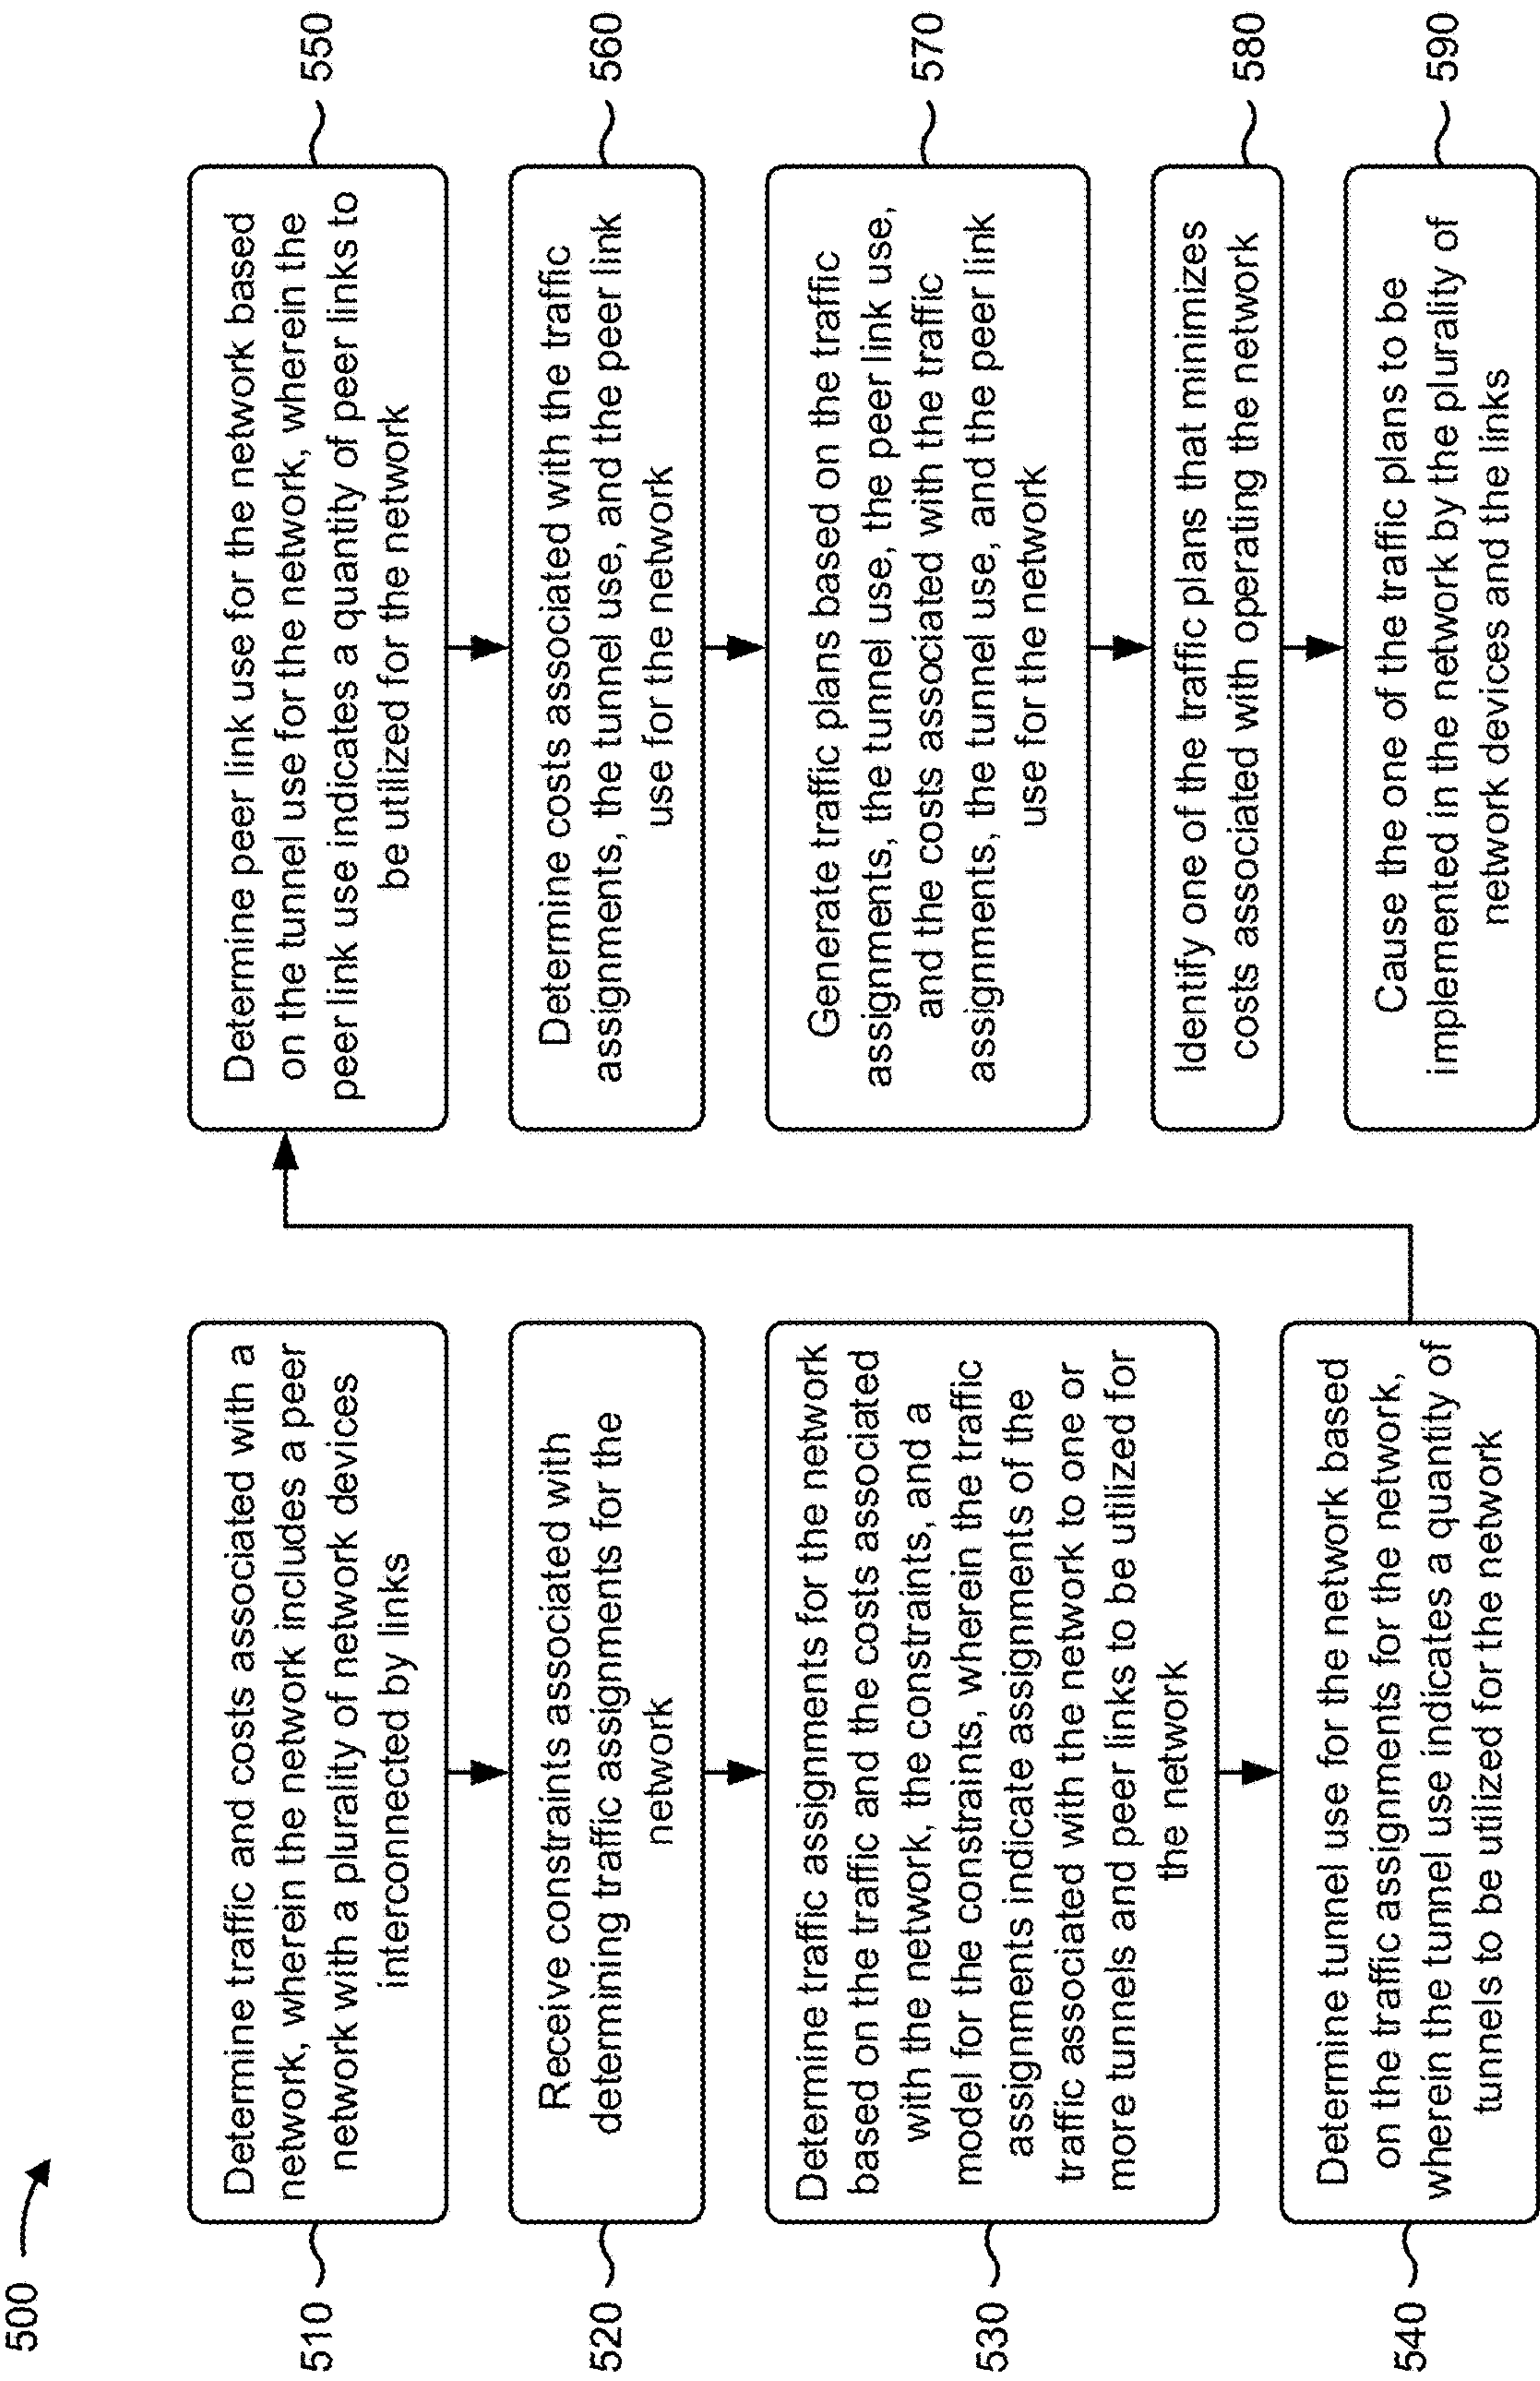 500
510
Determine traffic and costs associated with a
network, wherein the network includes a peer
network with a plurality of network devices
interconnected by links
520
Receive constraints associated with
determining traffic assignments for the
network
530
Determine traffic assignments for the network
based on the traffic and the costs associated
with the network, the constraints, and a
model for the constraints, wherein the traffic
assignments indicate assignments of the
traffic associated with the network to one or
more tunnels and peer links to be utilized for
the network
540
Determine tunnel use for the network based
on the traffic assignments for the network,
wherein the tunnel use indicates a quantity of
tunnels to be utilized for the network
550
Determine peer link use for the network based
on the tunnel use for the network, wherein the
peer link use indicates a quantity of peer links to
be utilized for the network
560
Determine costs associated with the traffic
assignments, the tunnel use, and the peer link
use for the network
570
Generate traffic plans based on the traffic
assignments, the tunnel use, the peer link use,
and the costs associated with the traffic
assignments, the tunnel use, and the peer link
use for the network
580
Identify one of the traffic plans that minimizes
costs associated with operating the network
590
Cause the one of the traffic plans to be
implemented in the network by the plurality of
network devices and the links